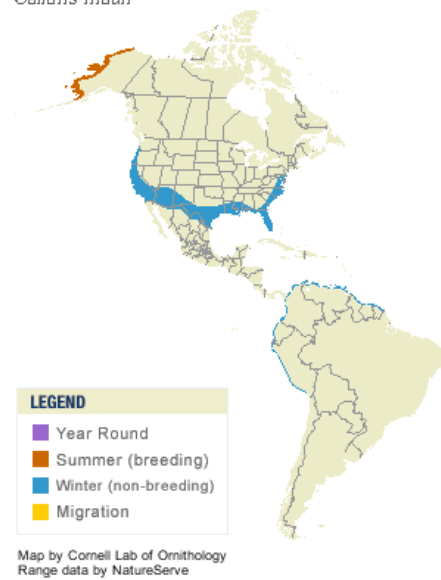 LEGEND
Year Round
Summer (breeding)
Winter (non-breeding)
Migration
Map by Cornell Lab of Ornithology
Range data by NatureServe